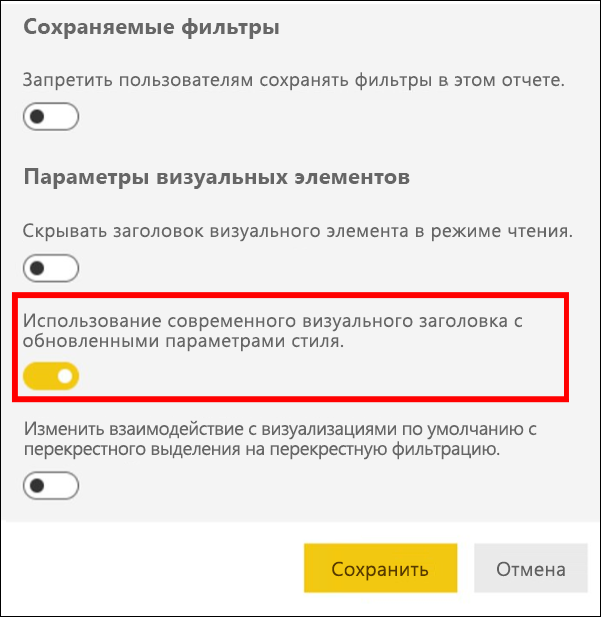 Сохраняемые фильтры
Запретить пользователям сохранять фильтры в этом отчете.
Параметры визуальных элементов
Скрывать заголовок визуального элемента в режиме чтения.
Использование современного визуального заголовка с
обновленными параметрами стиля.
Изменить взаимодействие с визуализациями по умолчанию с
перекрестного выделения на перекрестную фильтрацию.
Сохранить
Отмена